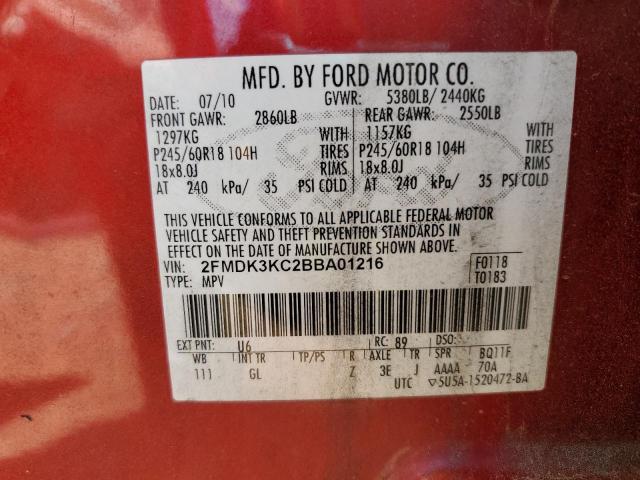 MFD. BY FORD MOTOR CO.
DATE: 07/10 GVWR: 5380LB/ 2440KG
FRONT GAWR: 2860LB REAR GAWR: 2550LB
1297KG 1157KG
P245/60R18 104H TIRES P245/60R18 104H TIRES
18x8.0J RIMS 18x8.0J RIMS
AT 240 kPa/ 35 PSI COLD AT 240 kPa/ 35 PSI COLD
THIS VEHICLE CONFORMS TO ALL APPLICABLE FEDERAL MOTOR
VEHICLE SAFETY AND THEFT PREVENTION STANDARDS IN
EFFECT ON THE DATE OF MANUFACTURE SHOWN ABOVE.
VIN: 2FMDK3KC2BBA01216 F0118
TYPE: MPV T0183
EXT PNT: U6 RC: 89 DSO:
WB INT TR TP/PS R AXLE TR SPR BQ11F
111 GL Z 3E J AAAA 70A
UTC ▽5U5A-1520472-BA